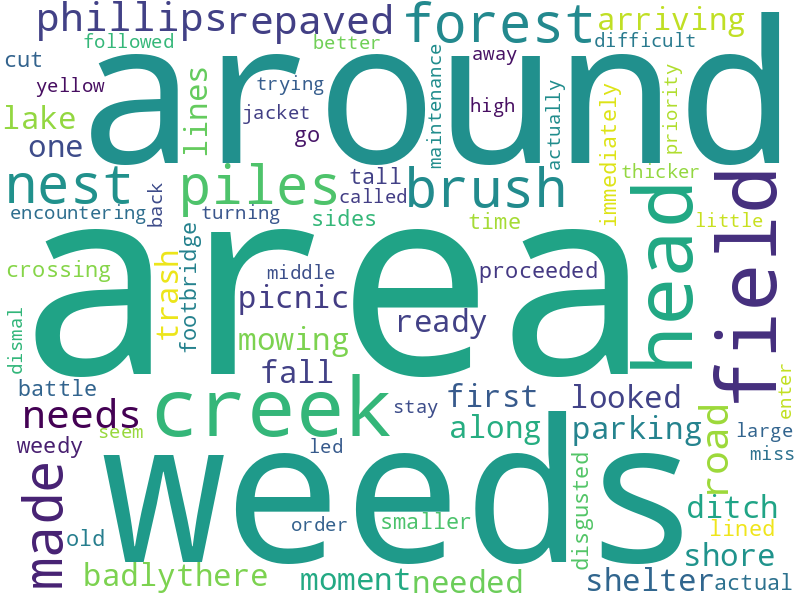 phillips repaved forest arriving
followed better difficult
cut around away
yellow trying maintenance
lines jacket high
lake go actually priority
one immediately
nest piles tall brush thicker
called
encountering back turning sides time little
area head field
crossing trash footbridge middle proceeded
picnic ready
mowing
dismal fall
battle creek stay first looked enter
needs seem along parking road large
weedy led miss
made weeds disgusted ditch
old order smaller lined
shore
badlythere moment needed shelter actual